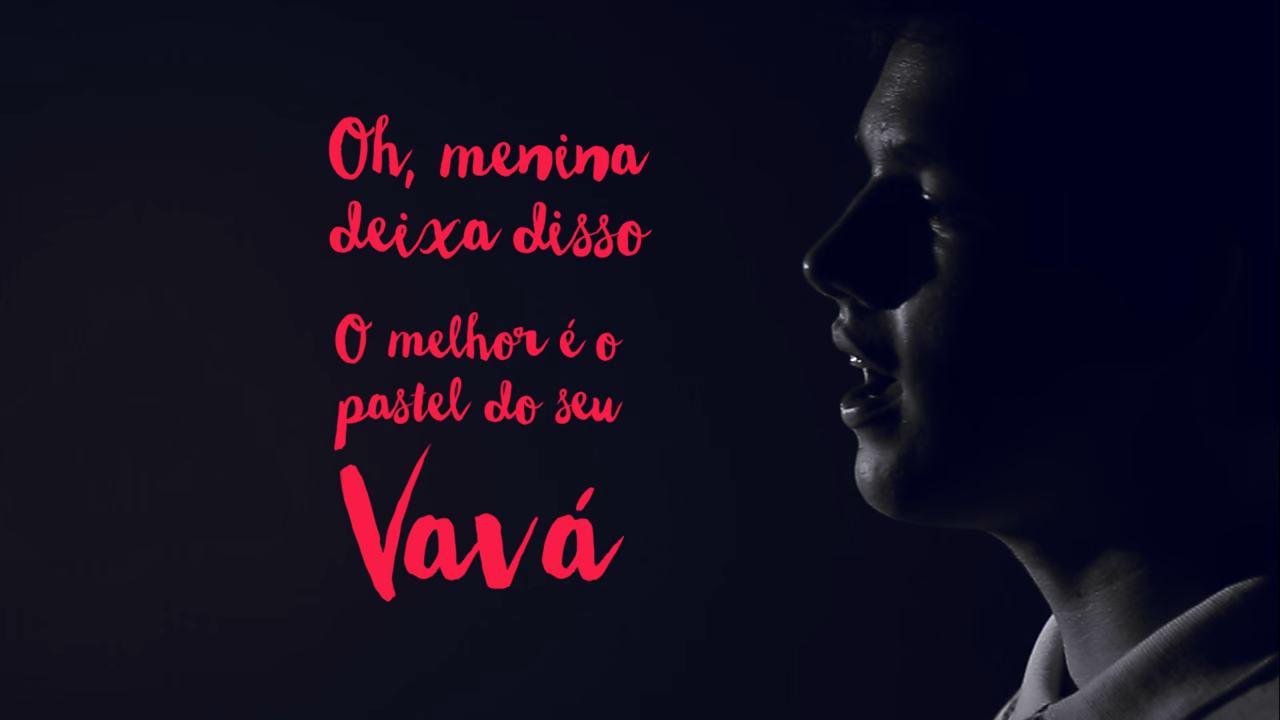 Oh, menina
deixa disso
O melhor é o
pastel do seu
Vavá